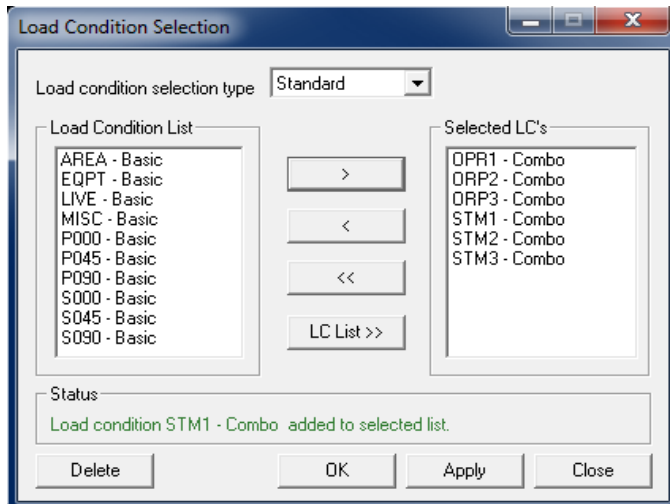 Load Condition Selection
Load condition selection type Standard
Load Condition List
AREA - Basic
EQPT - Basic
LIVE - Basic
MISC - Basic
P000 - Basic
P045 - Basic
P090 - Basic
S000 - Basic
S045 - Basic
S090 - Basic
>
<
<<
LC List >>
Selected LC's
OPR1 - Combo
ORP2 - Combo
ORP3 - Combo
STM1 - Combo
STM2 - Combo
STM3 - Combo
Status
Load condition STM1 - Combo added to selected list.
Delete OK Apply Close